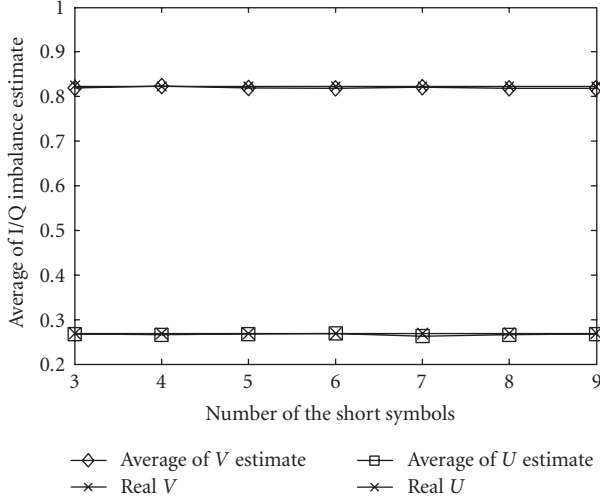 1
0.9
0.8
0.7
0.6
0.5
0.4
0.3
0.2
Average of I/Q imbalance estimate
3 4 5 6 7 8 9
Number of the short symbols
Average of V estimate
Real V
Average of U estimate
Real U